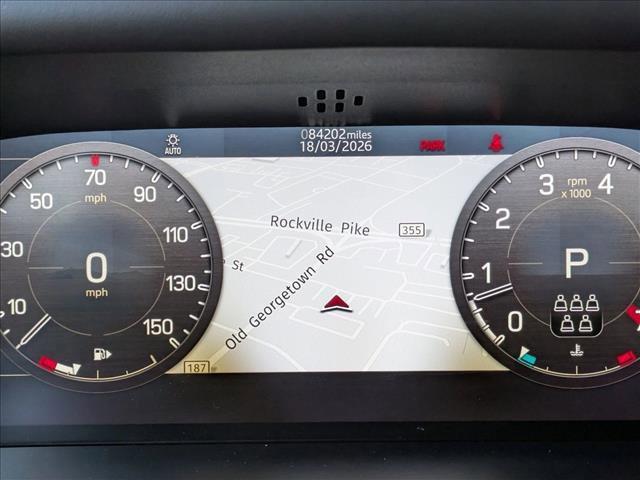 084202miles
18/03/2026
PARK
AUTO
10
30
50
70
90
110
130
150
mph
0
mph
Rockville Pike
355
St
Old Georgetown Rd
187
0
1
2
3
4
rpm
x 1000
P